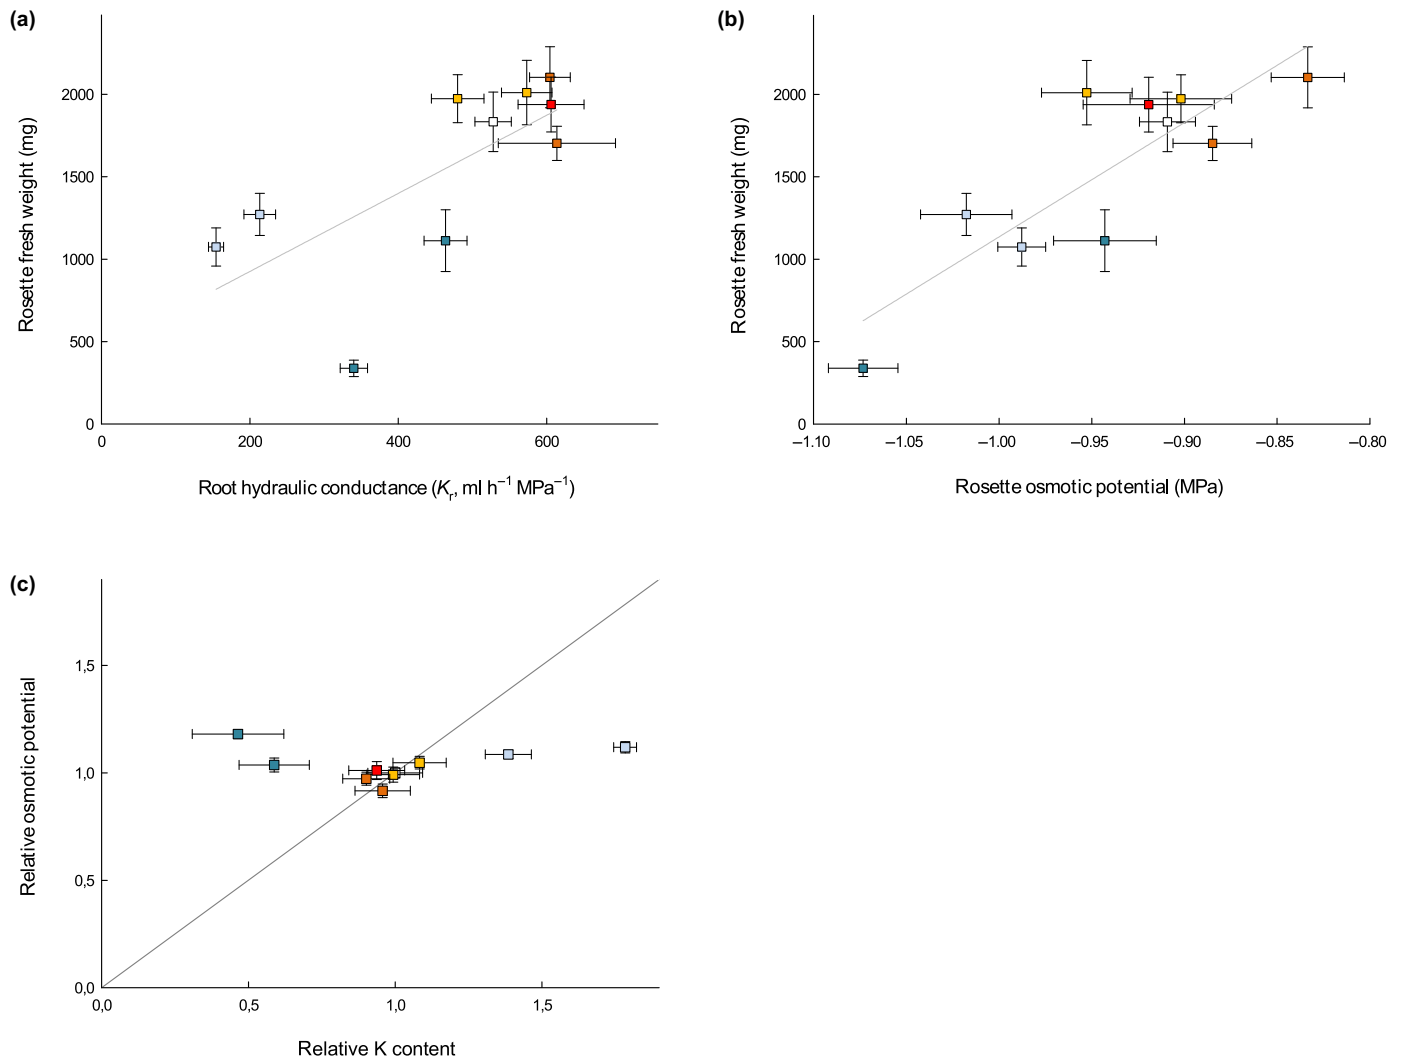 (a)
2000
1500
1000
500
0
Rosette fresh weight (mg)
0 200 400 600
Root hydraulic conductance (Kr, ml h–1 MPa–1)
(b)
2000
1500
1000
500
0
Rosette fresh weight (mg)
–1.10 –1.05 –1.00 –0.95 –0.90 –0.85 –0.80
Rosette osmotic potential (MPa)
(c)
1,5
1,0
0,5
0,0
Relative osmotic potential
0,0 0,5 1,0 1,5
Relative K content